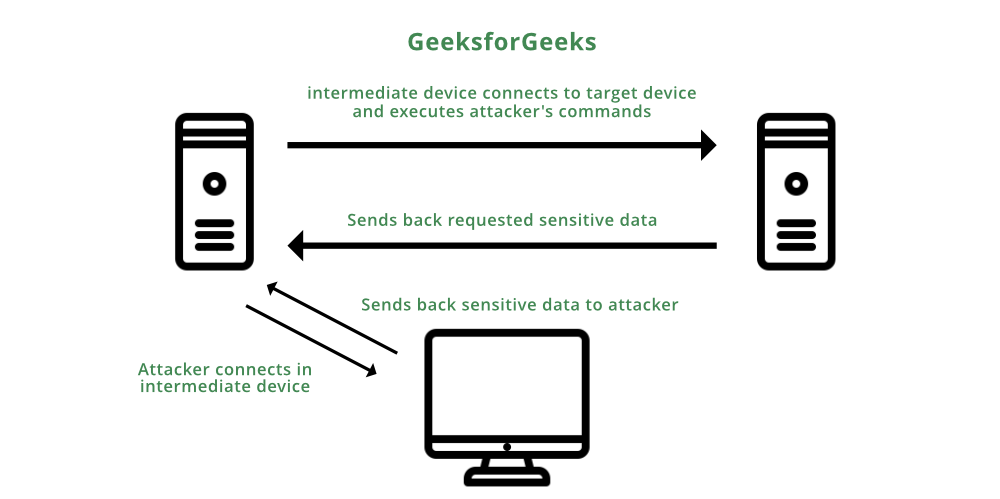 GeeksforGeeks
intermediate device connects to target device
and executes attacker's commands
Sends back requested sensitive data
Sends back sensitive data to attacker
Attacker connects in
intermediate device